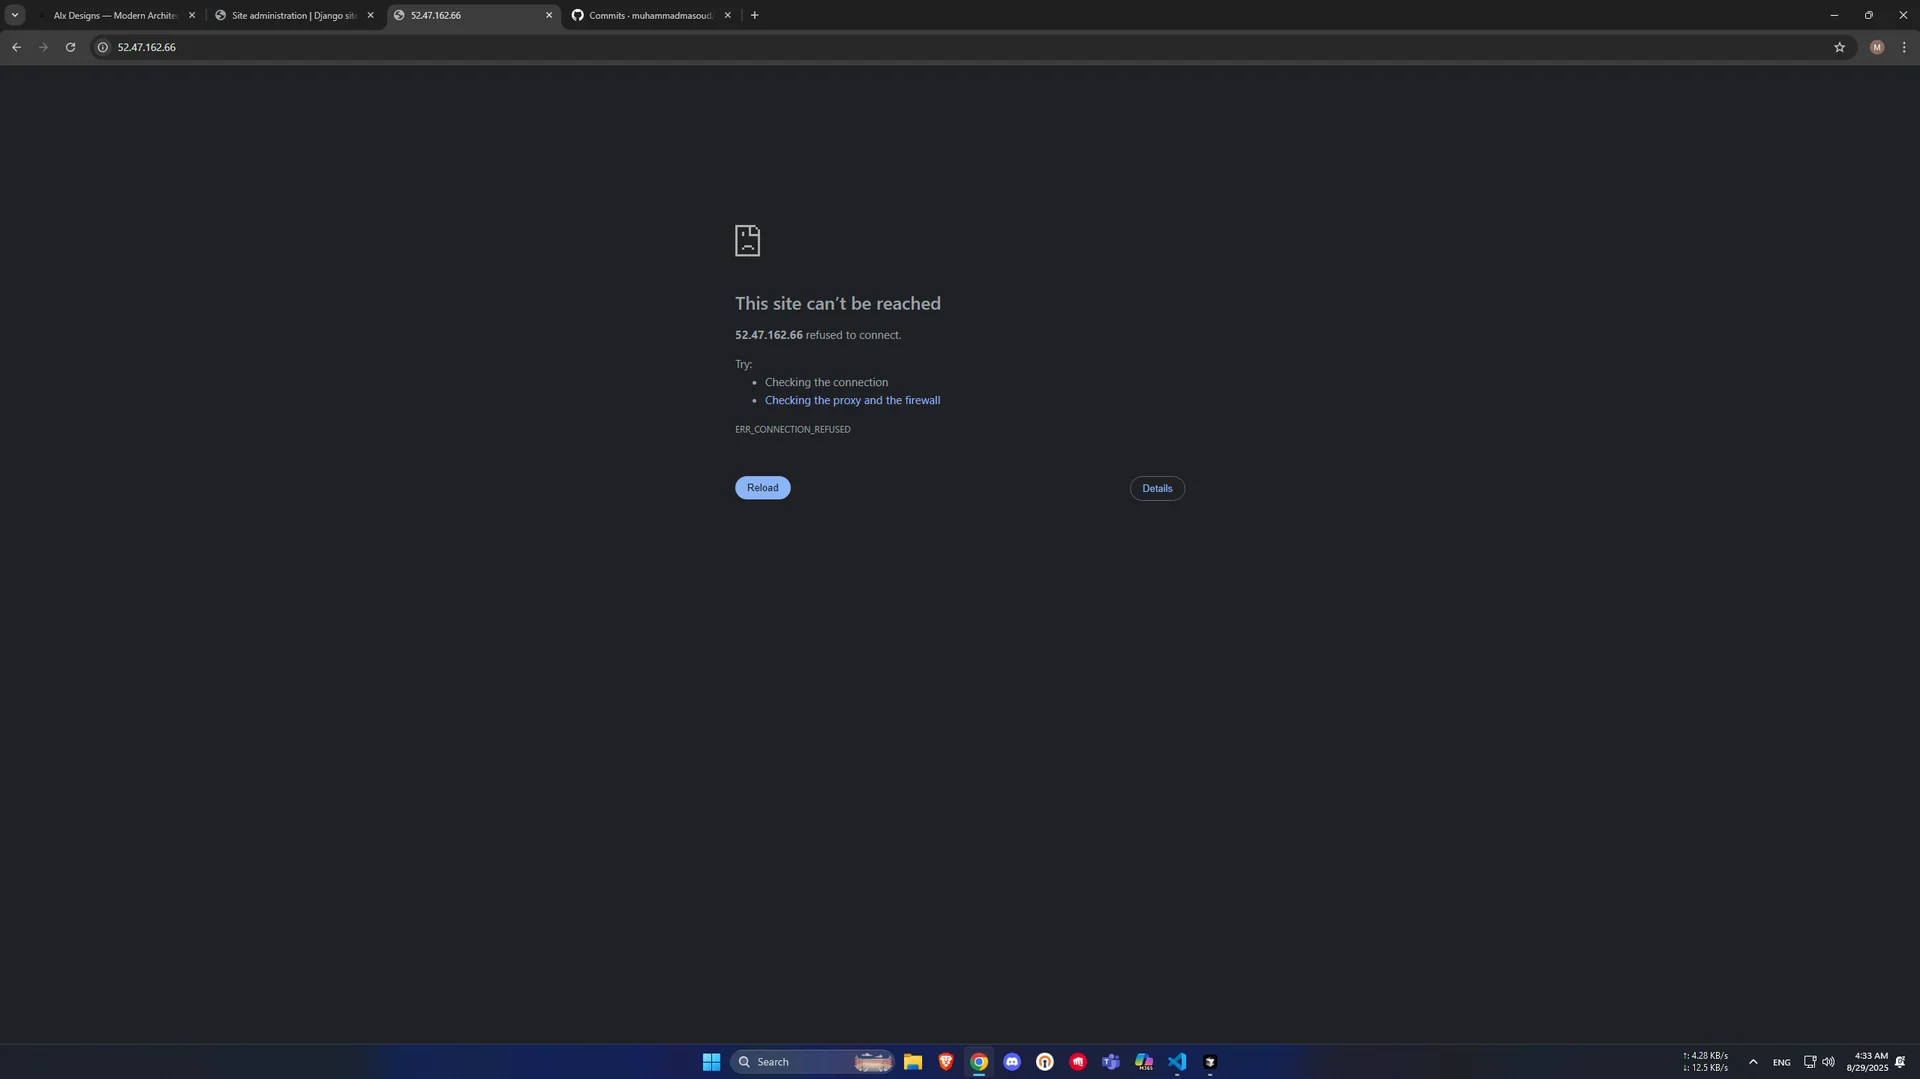 Alx Designs — Modern Archite
Site administration | Django sit
52.47.162.66
Commits · muhammadmasoud/
52.47.162.66
M
This site can't be reached
52.47.162.66 refused to connect.
Try:
• Checking the connection
• Checking the proxy and the firewall
ERR_CONNECTION_REFUSED
Reload
Details
Search
M365
↑: 4.28 KB/s
↓: 12.5 KB/s
ENG
4:33 AM
8/29/2025